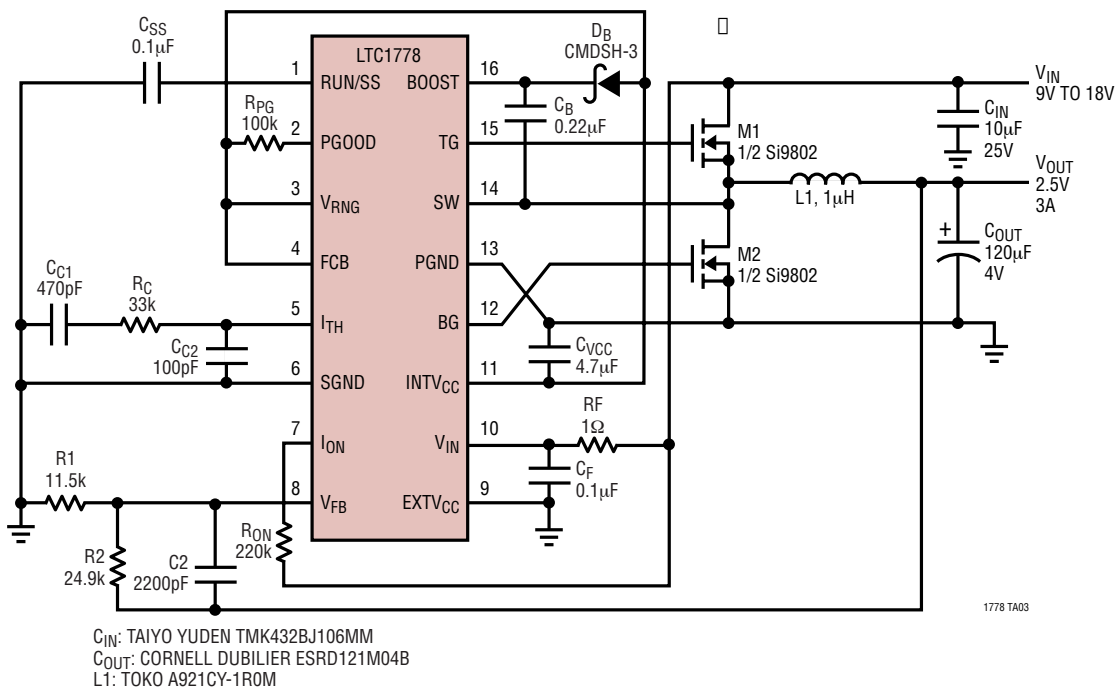 CSS
0.1µF
LTC1778
DB
CMDSH-3
1
RUN/SS
BOOST
16
VIN
9V TO 18V
RPG
100k
CB
0.22µF
CIN
10µF
25V
2
PGOOD
TG
15
M1
1/2 Si9802
VOUT
2.5V
3A
3
VRNG
SW
14
L1, 1µH
4
FCB
PGND
13
M2
1/2 Si9802
+
COUT
120µF
4V
CC1
470pF
RC
33k
5
ITH
BG
12
CC2
100pF
CVCC
4.7µF
6
SGND
INTVCC
11
7
ION
VIN
10
RF
1Ω
R1
11.5k
CF
0.1µF
8
VFB
EXTVCC
9
RON
220k
R2
24.9k
C2
2200pF
1778 TA03
CIN: TAIYO YUDEN TMK432BJ106MM
COUT: CORNELL DUBILIER ESRD121M04B
L1: TOKO A921CY-1R0M